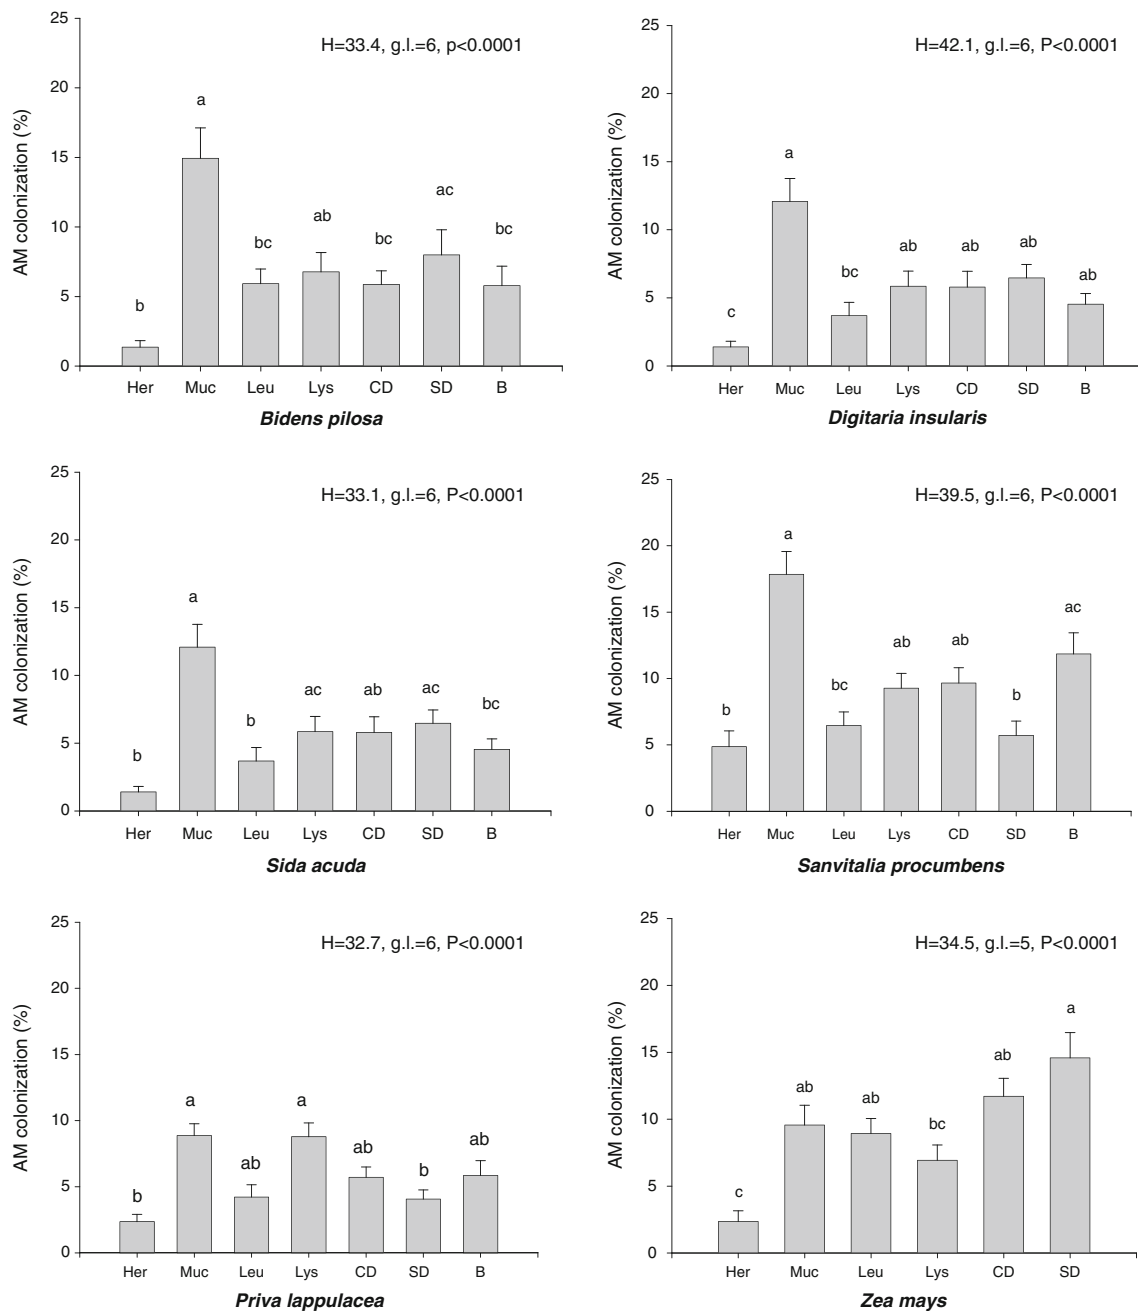 25
20
15
10
5
0
AM colonization (%)
H=33.4, g.l.=6, p<0.0001
b
a
bc
ab
bc
ac
bc
Her Muc Leu Lys CD SD B
Bidens pilosa
25
20
15
10
5
0
AM colonization (%)
H=42.1, g.l.=6, P<0.0001
c
a
bc
ab
ab
ab
ab
Her Muc Leu Lys CD SD B
Digitaria insularis
25
20
15
10
5
0
AM colonization (%)
H=33.1, g.l.=6, P<0.0001
b
a
b
ac
ab
ac
bc
Her Muc Leu Lys CD SD B
Sida acuda
25
20
15
10
5
0
AM colonization (%)
H=39.5, g.l.=6, P<0.0001
b
a
bc
ab
ab
b
ac
Her Muc Leu Lys CD SD B
Sanvitalia procumbens
25
20
15
10
5
0
AM colonization (%)
H=32.7, g.l.=6, P<0.0001
b
a
ab
a
ab
b
ab
Her Muc Leu Lys CD SD B
Priva lappulacea
25
20
15
10
5
0
AM colonization (%)
H=34.5, g.l.=5, P<0.0001
c
ab
ab
bc
ab
a
Her Muc Leu Lys CD SD
Zea mays